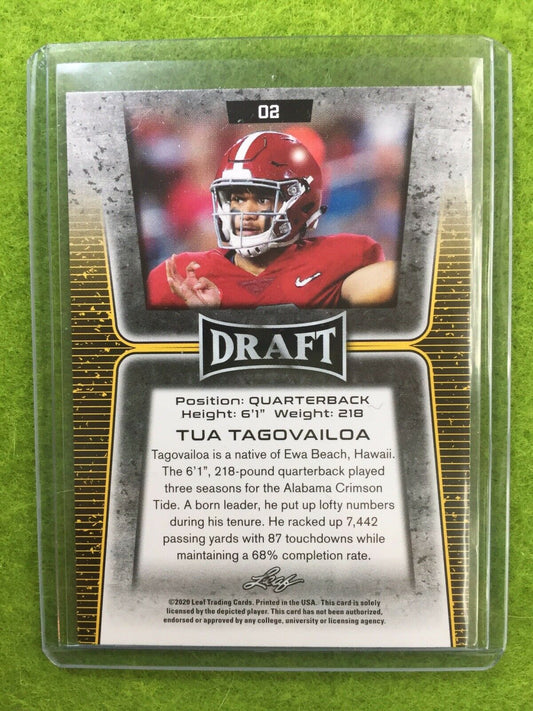 02
DRAFT
Position: QUARTERBACK
Height: 6'1" Weight: 218
TUA TAGOVAILOA
Tagovailoa is a native of Ewa Beach, Hawaii.
The 6'1", 218-pound quarterback played
three seasons for the Alabama Crimson
Tide. A born leader, he put up lofty numbers
during his tenure. He racked up 7,442
passing yards with 87 touchdowns while
maintaining a 68% completion rate.
Leaf
©2020 Leaf Trading Cards. Printed in the USA. This card is solely
licensed by the depicted player. This card has not been authorized,
endorsed or approved by any college, university or licensing agency.